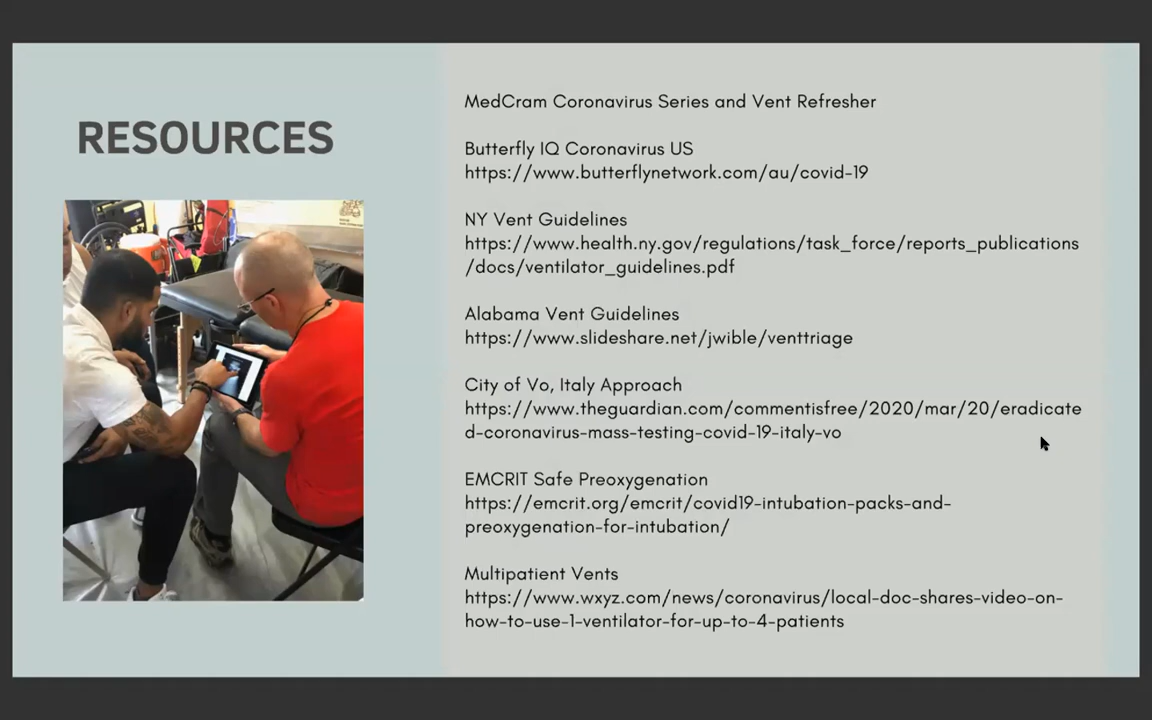 RESOURCES
MedCram Coronavirus Series and Vent Refresher
Butterfly IQ Coronavirus US
https://www.butterflynetwork.com/au/covid-19
NY Vent Guidelines
https://www.health.ny.gov/regulations/task_force/reports_publications
/docs/ventilator_guidelines.pdf
Alabama Vent Guidelines
https://www.slideshare.net/jwible/venttriage
City of Vo, Italy Approach
https://www.theguardian.com/commentisfree/2020/mar/20/eradicate
d-coronavirus-mass-testing-covid-19-italy-vo
EMCRIT Safe Preoxygenation
https://emcrit.org/emcrit/covid19-intubation-packs-and-
preoxygenation-for-intubation/
Multipatient Vents
https://www.wxyz.com/news/coronavirus/local-doc-shares-video-on-
how-to-use-1-ventilator-for-up-to-4-patients